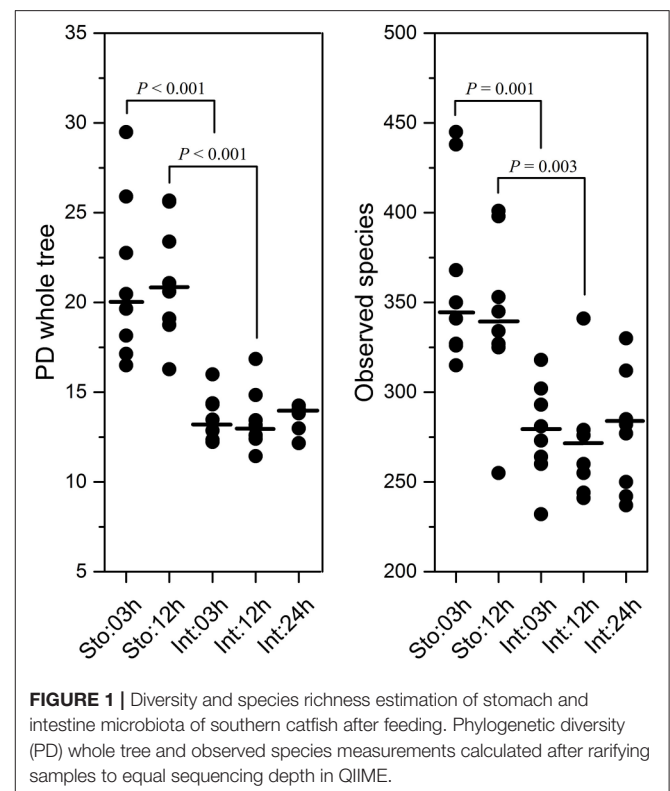 35
30
25
20
15
10
5
PD whole tree
P < 0.001
P < 0.001
Sto:03h
Sto:12h
Int:03h
Int:12h
Int:24h
500
450
400
350
300
250
200
Observed species
P = 0.001
P = 0.003
Sto:03h
Sto:12h
Int:03h
Int:12h
Int:24h
FIGURE 1 | Diversity and species richness estimation of stomach and
intestine microbiota of southern catfish after feeding. Phylogenetic diversity
(PD) whole tree and observed species measurements calculated after rarifying
samples to equal sequencing depth in QIIME.